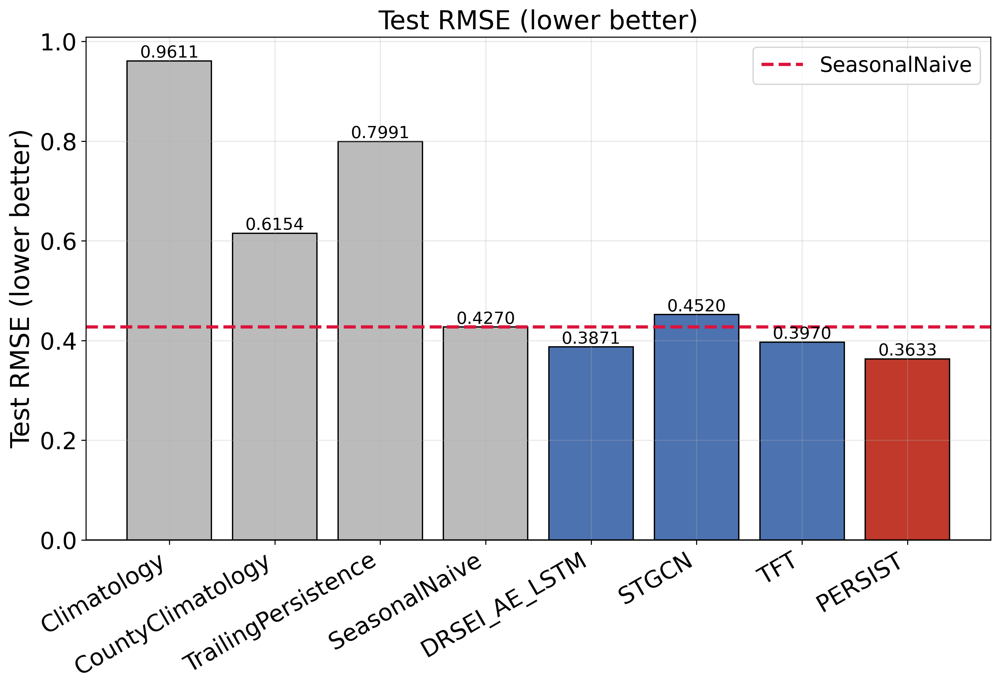 Test RMSE (lower better)
Test RMSE (lower better)
1.0
0.8
0.6
0.4
0.2
0.0
SeasonalNaive
0.9611
0.6154
0.7991
0.4270
0.3871
0.4520
0.3970
0.3633
Climatology
CountyClimatology
TrailingPersistence
SeasonalNaive
DRSEI_AE_LSTM
STGCN
TFT
PERSIST